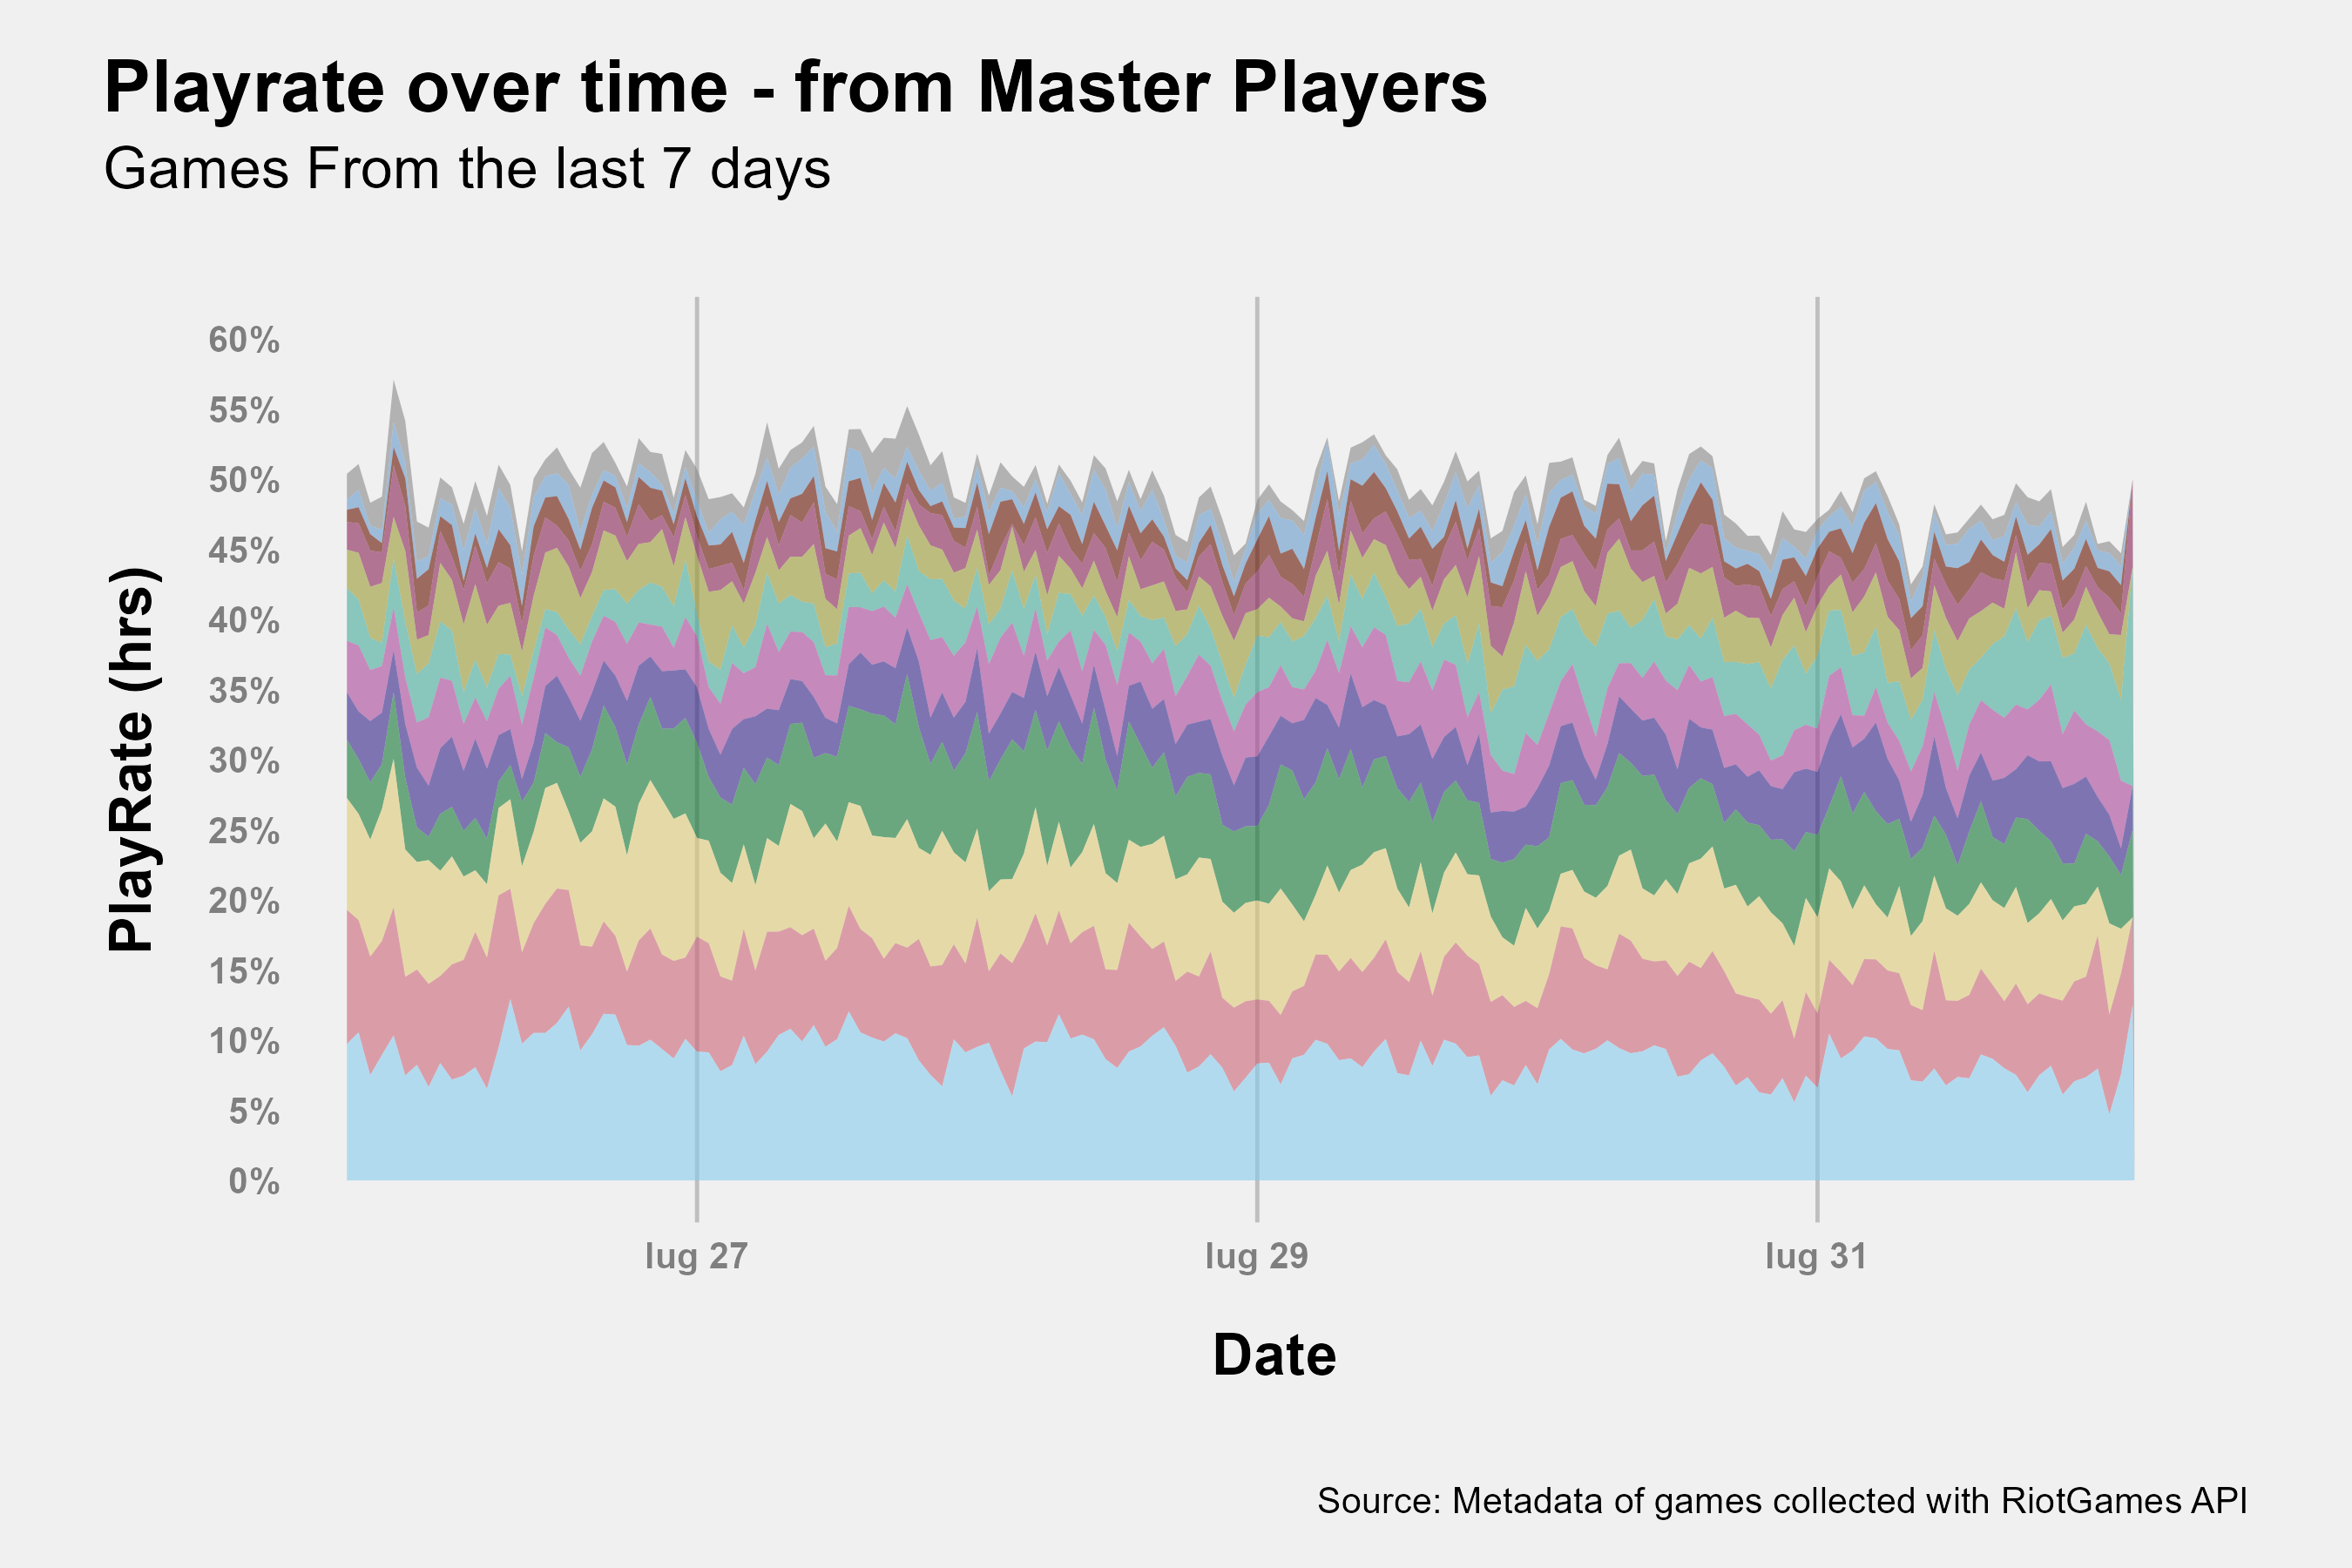 Playrate over time - from Master Players
Games From the last 7 days
PlayRate (hrs)
60%
55%
50%
45%
40%
35%
30%
25%
20%
15%
10%
5%
0%
lug 27
lug 29
lug 31
Date
Source: Metadata of games collected with RiotGames API